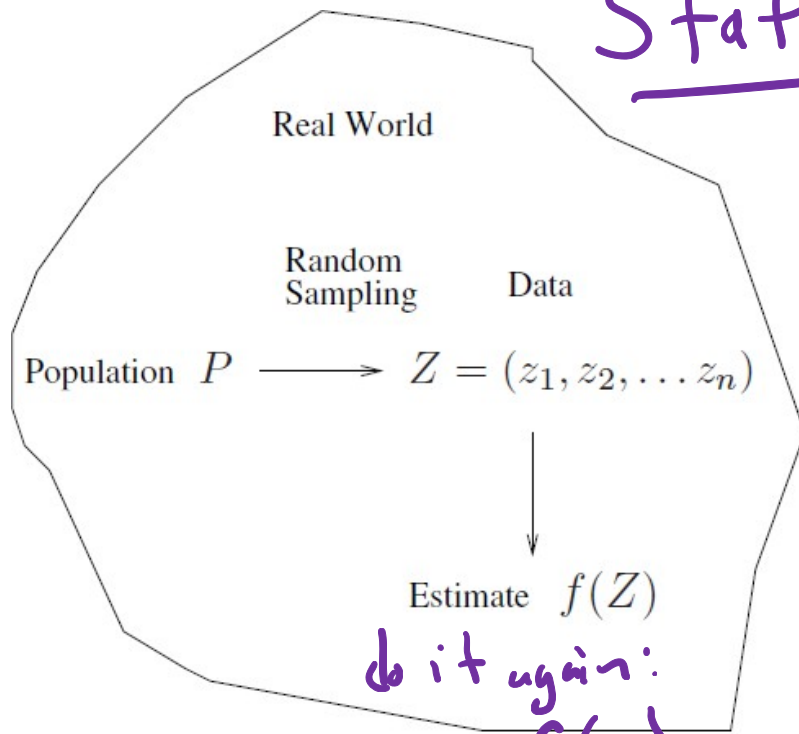 Stat
Real World
Random
Sampling
Data
Population P
Z = (z₁, z₂, … zₙ)
Estimate f(Z)
do it again: